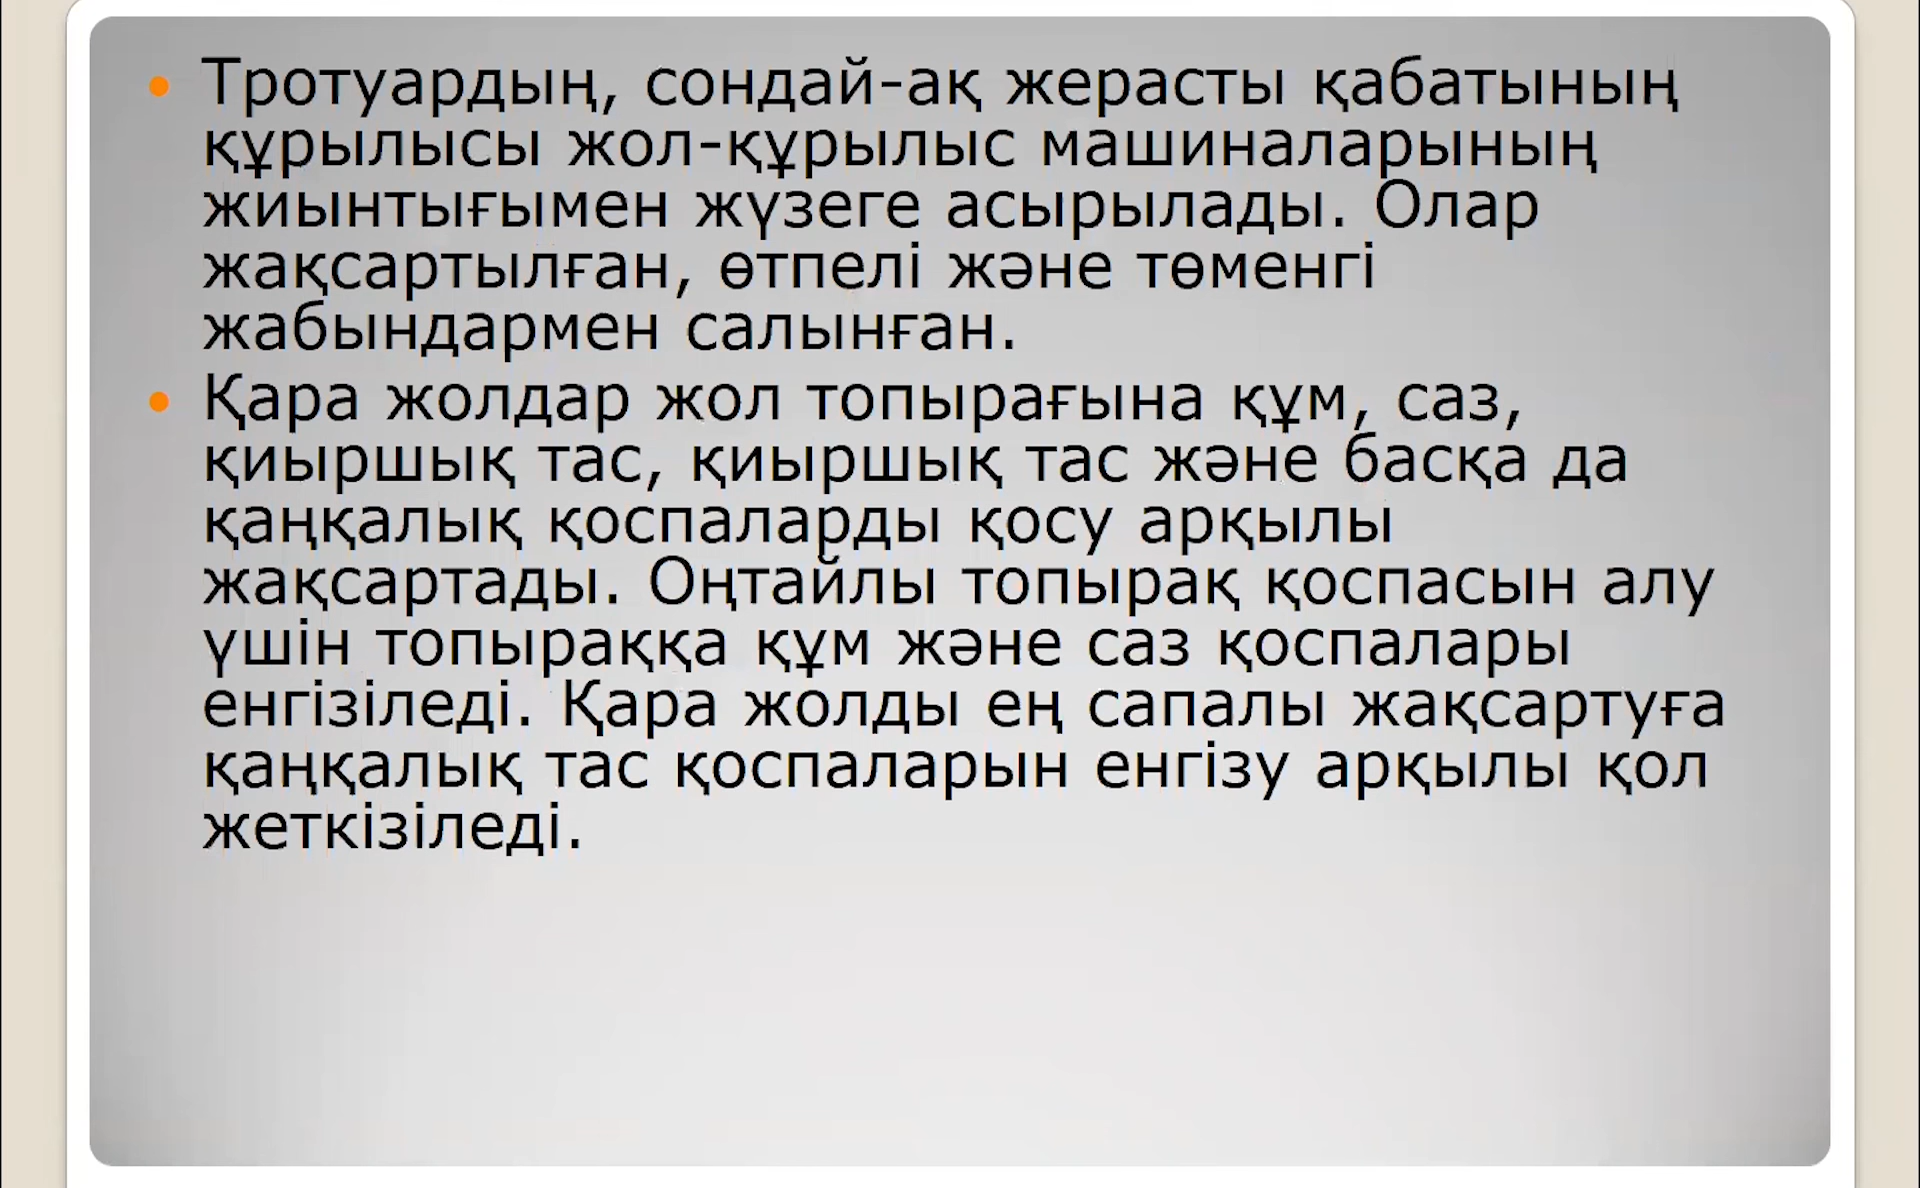 Тротуардың, сондай-ақ жерасты қабатының
құрылысы жол-құрылыс машиналарының
жиынтығымен жүзеге асырылады. Олар
жақсартылған, өтпелі және төменгі
жабындармен салынған.
Қара жолдар жол топырағына құм, саз,
қиыршық тас, қиыршық тас және басқа да
қаңқалық қоспаларды қосу арқылы
жақсартады. Оңтайлы топырақ қоспасын алу
үшін топыраққа құм және саз қоспалары
енгізіледі. Қара жолды ең сапалы жақсартуға
қаңқалық тас қоспаларын енгізу арқылы қол
жеткізіледі.